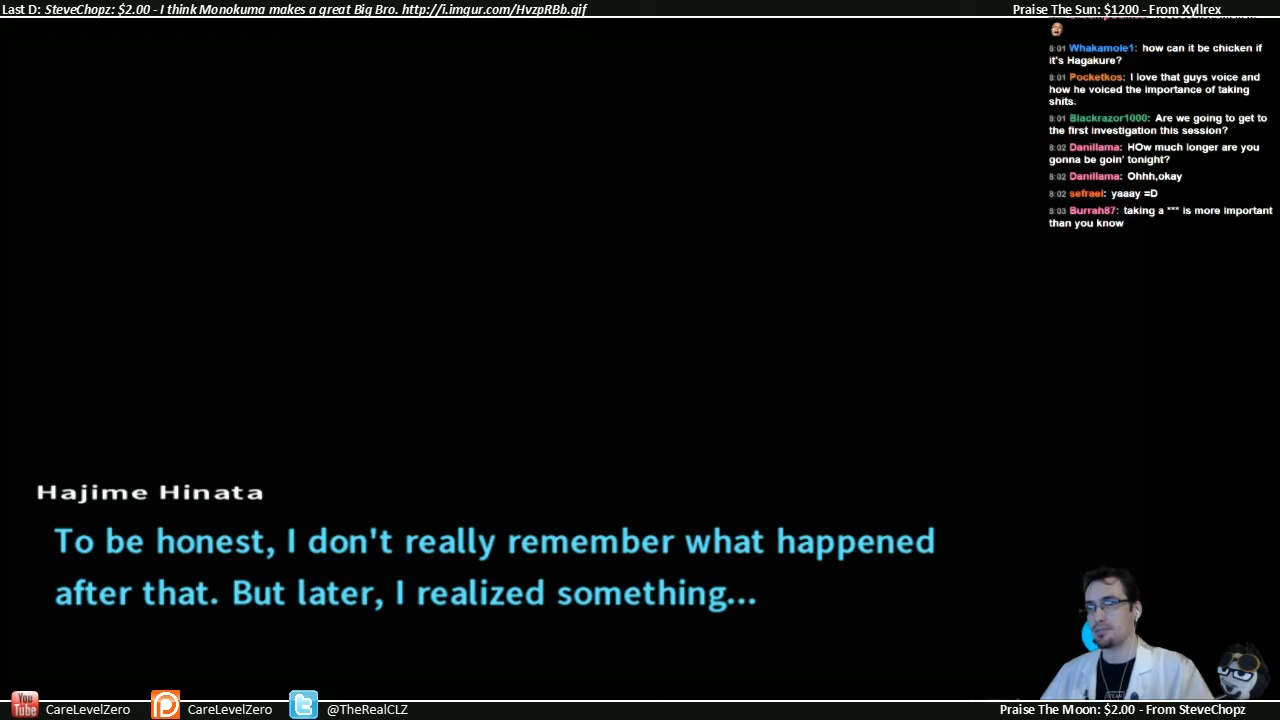 Last D: SteveChopz: $2.00 - I think Monokuma makes a great Big Bro. http://i.imgur.com/HvzpRBb.gif
Praise The Sun: $1200 - From Xyllrex
8:01 Whakamole1: how can it be chicken if
it's Hagakure?
8:01 Pocketkos: I love that guys voice and
how he voiced the importance of taking
shits.
8:01 Blackrazor1000: Are we going to get to
the first investigation this session?
8:02 Danillama: HOw much longer are you
gonna be goin' tonight?
8:02 Danillama: Ohhh,okay
8:02 sefraei: yaaay =D
8:03 Burrah87: taking a *** is more important
than you know
Hajime Hinata
To be honest, I don't really remember what happened
after that. But later, I realized something...
You Tube CareLevelZero CareLevelZero @TheRealCLZ
Praise The Moon: $2.00 - From SteveChopz